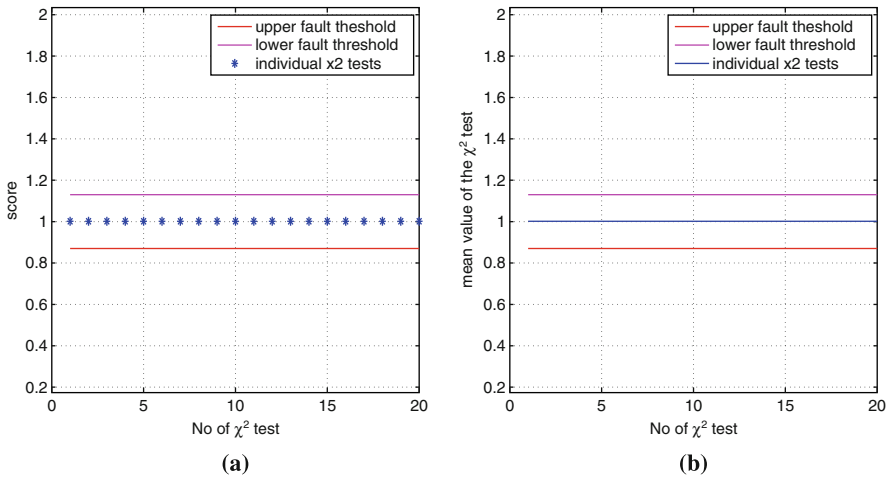 2
1.8
1.6
1.4
1.2
1
0.8
0.6
0.4
0.2
score
upper fault theshold
lower fault threshold
individual x2 tests
0 5 10 15 20
No of χ² test
(a)
2
1.8
1.6
1.4
1.2
1
0.8
0.6
0.4
0.2
mean value of the χ² test
upper fault theshold
lower fault threshold
individual x2 tests
0 5 10 15 20
No of χ² test
(b)